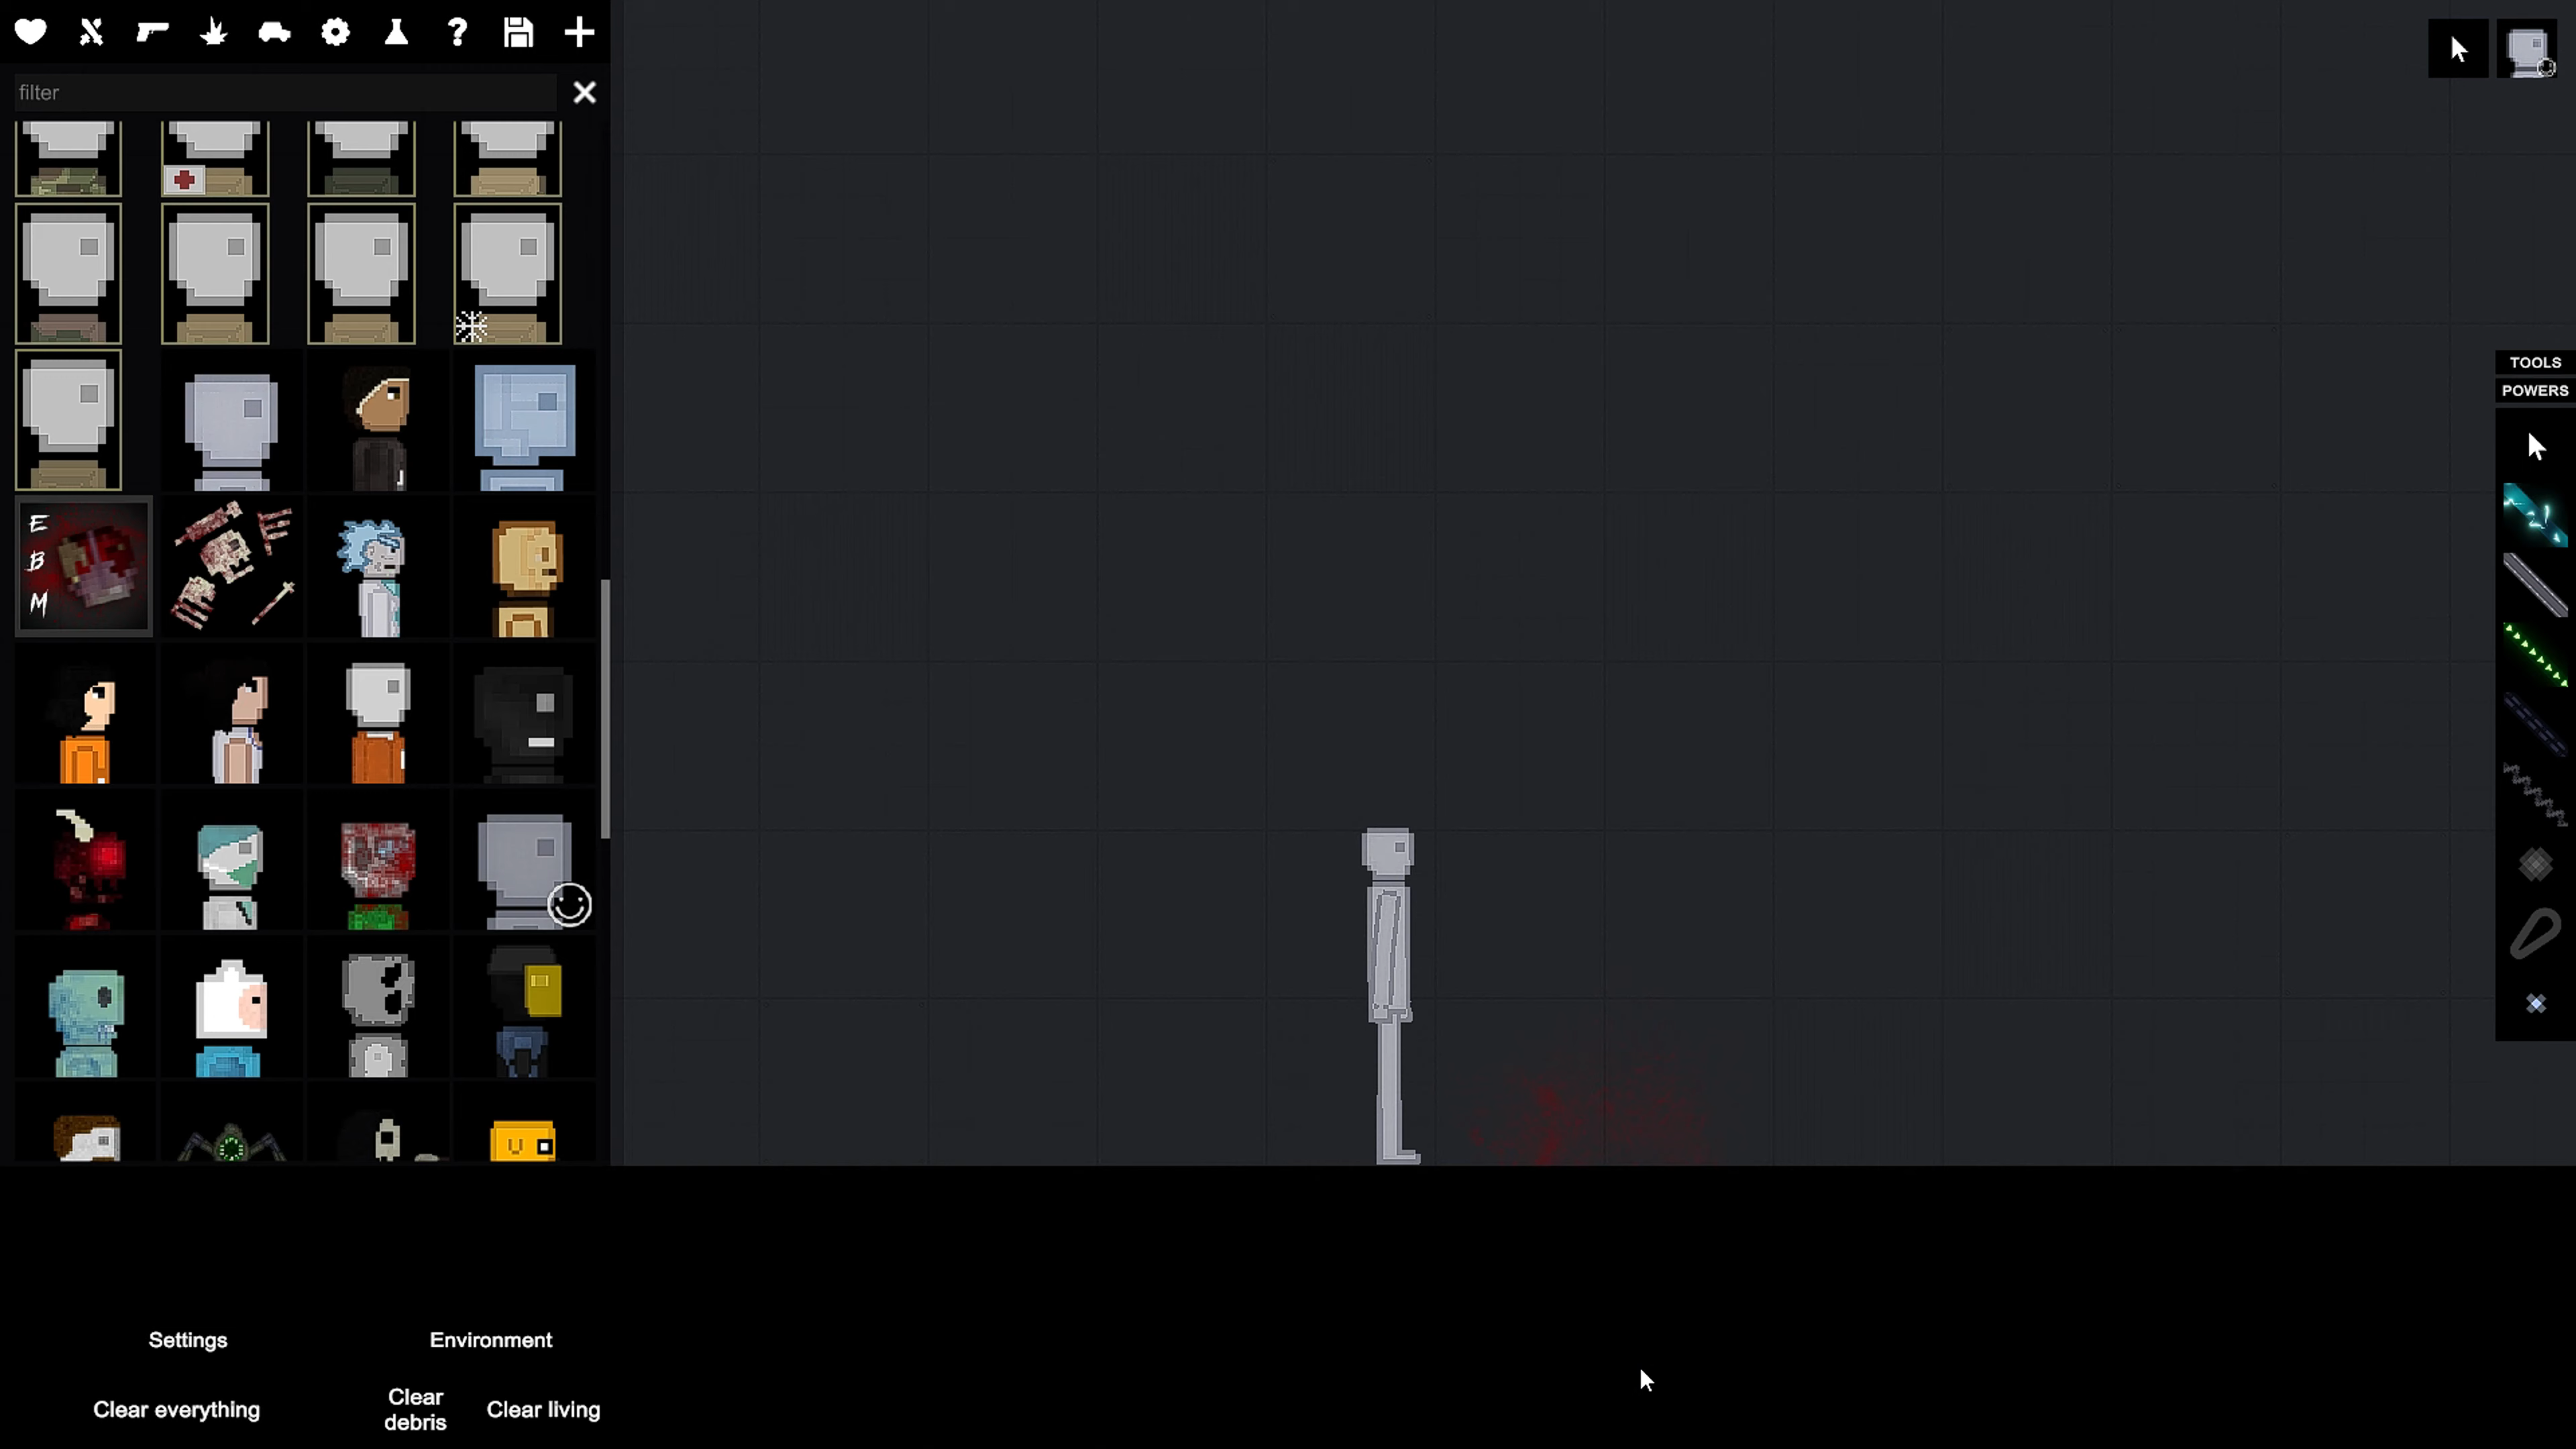 filter
TOOLS
POWERS
E
B
M
Settings
Environment
Clear everything
Clear
debris
Clear living